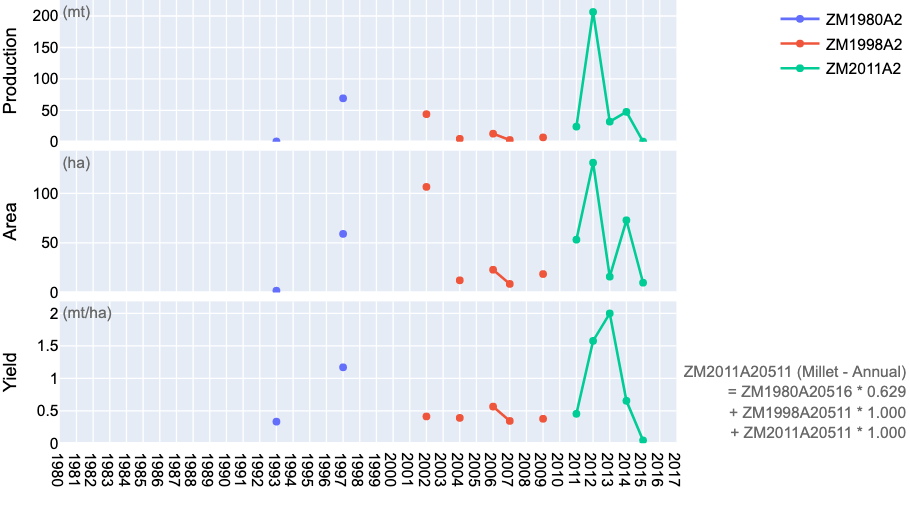 (mt)
200
150
100
50
0
Production
ZM1980A2
ZM1998A2
ZM2011A2
(ha)
100
50
0
Area
(mt/ha)
2
1.5
1
0.5
0
Yield
ZM2011A20511 (Millet - Annual)
= ZM1980A20516 * 0.629
+ ZM1998A20511 * 1.000
+ ZM2011A20511 * 1.000
1980 1981 1982 1983 1984 1985 1986 1987 1988 1989 1990 1991 1992 1993 1994 1995 1996 1997 1998 1999 2000 2001 2002 2003 2004 2005 2006 2007 2008 2009 2010 2011 2012 2013 2014 2015 2016 2017